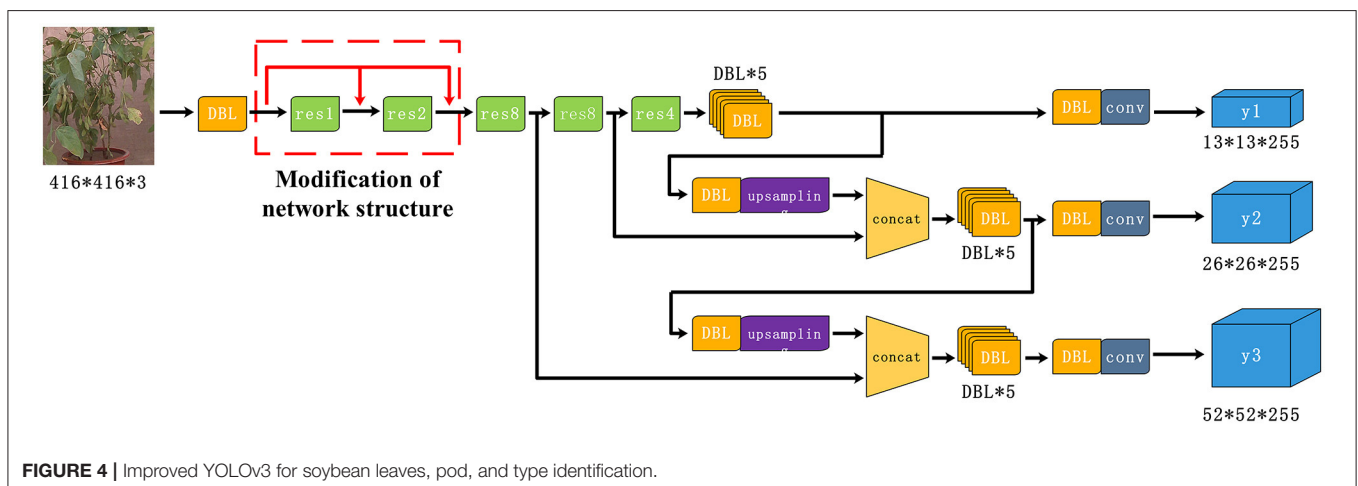 DBL*5
DBL
res1
res2
res8
res8
res4
DBL
DBL
conv
y1
416*416*3
13*13*255
Modification of
network structure
DBL
upsamplin
g
concat
DBL
DBL
conv
y2
DBL*5
26*26*255
DBL
upsamplin
g
concat
DBL
DBL
conv
y3
DBL*5
52*52*255
FIGURE 4 | Improved YOLOv3 for soybean leaves, pod, and type identification.